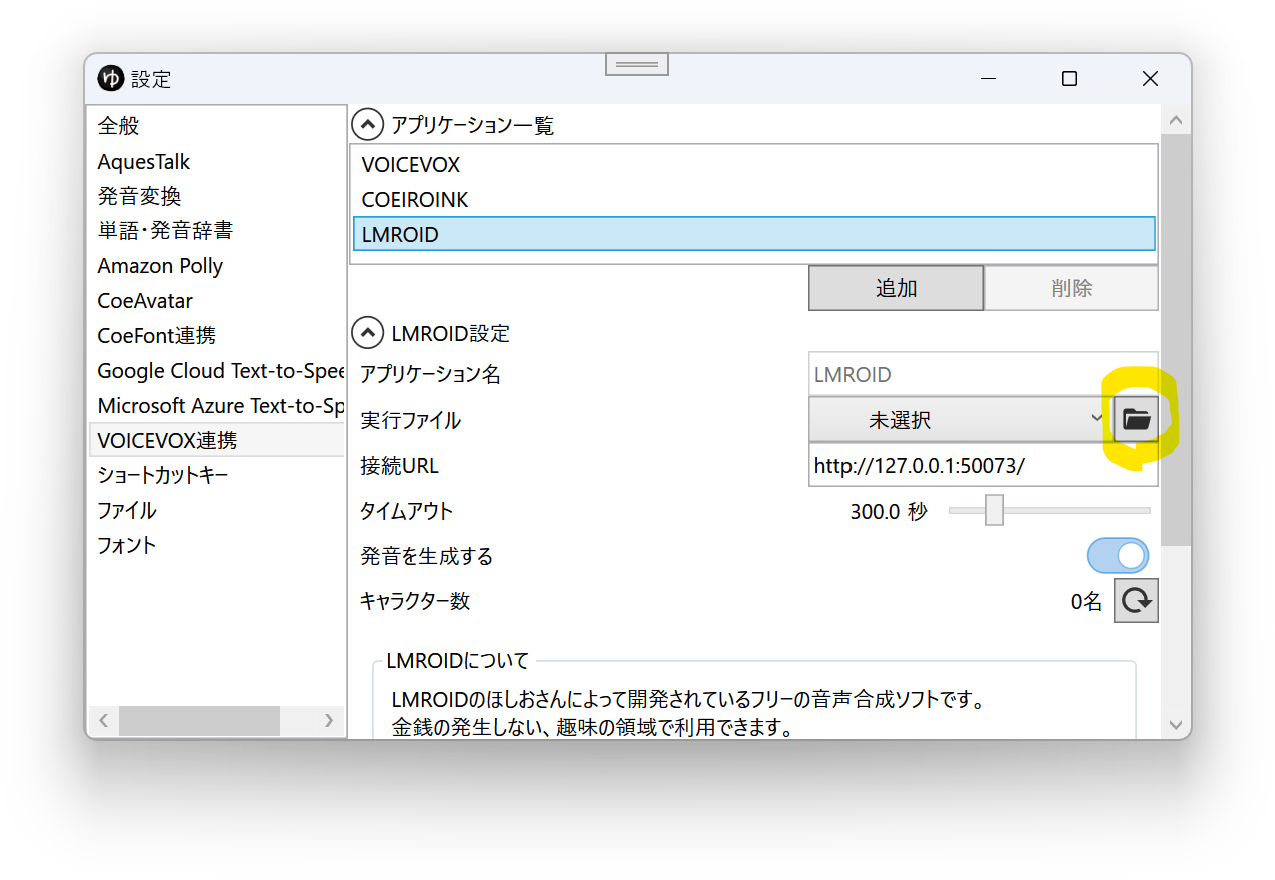 ゆ 設定
全般
AquesTalk
発音変換
単語・発音辞書
Amazon Polly
CoeAvatar
CoeFont連携
Google Cloud Text-to-Spee
Microsoft Azure Text-to-Sp
VOICEVOX連携
ショートカットキー
ファイル
フォント
アプリケーション一覧
VOICEVOX
COEIROINK
LMROID
追加 削除
LMROID設定
アプリケーション名 LMROID
実行ファイル 未選択
接続URL http://127.0.0.1:50073/
タイムアウト 300.0 秒
発音を生成する
キャラクター数 0名
LMROIDについて
LMROIDのほしおさんによって開発されているフリーの音声合成ソフトです。
金銭の発生しない、趣味の領域で利用できます。